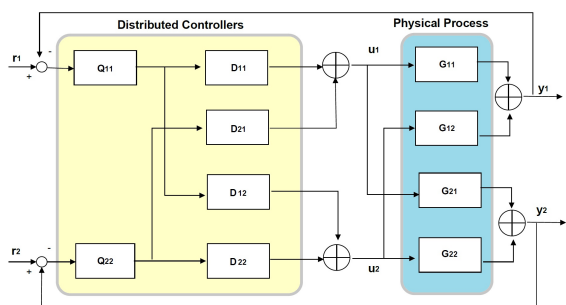 Distributed Controllers
Physical Process
r1
-
+
Q11
D11
u1
G11
y1
D21
G12
D12
G21
y2
r2
-
+
Q22
D22
u2
G22